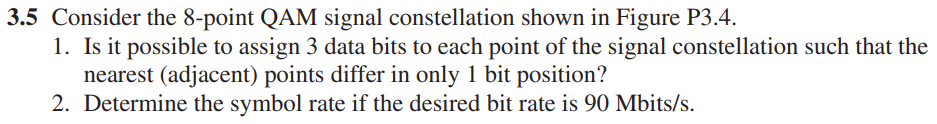 3.5 Consider the 8-point QAM signal constellation shown in Figure P3.4.
1. Is it possible to assign 3 data bits to each point of the signal constellation such that the
nearest (adjacent) points differ in only 1 bit position?
2. Determine the symbol rate if the desired bit rate is 90 Mbits/s.